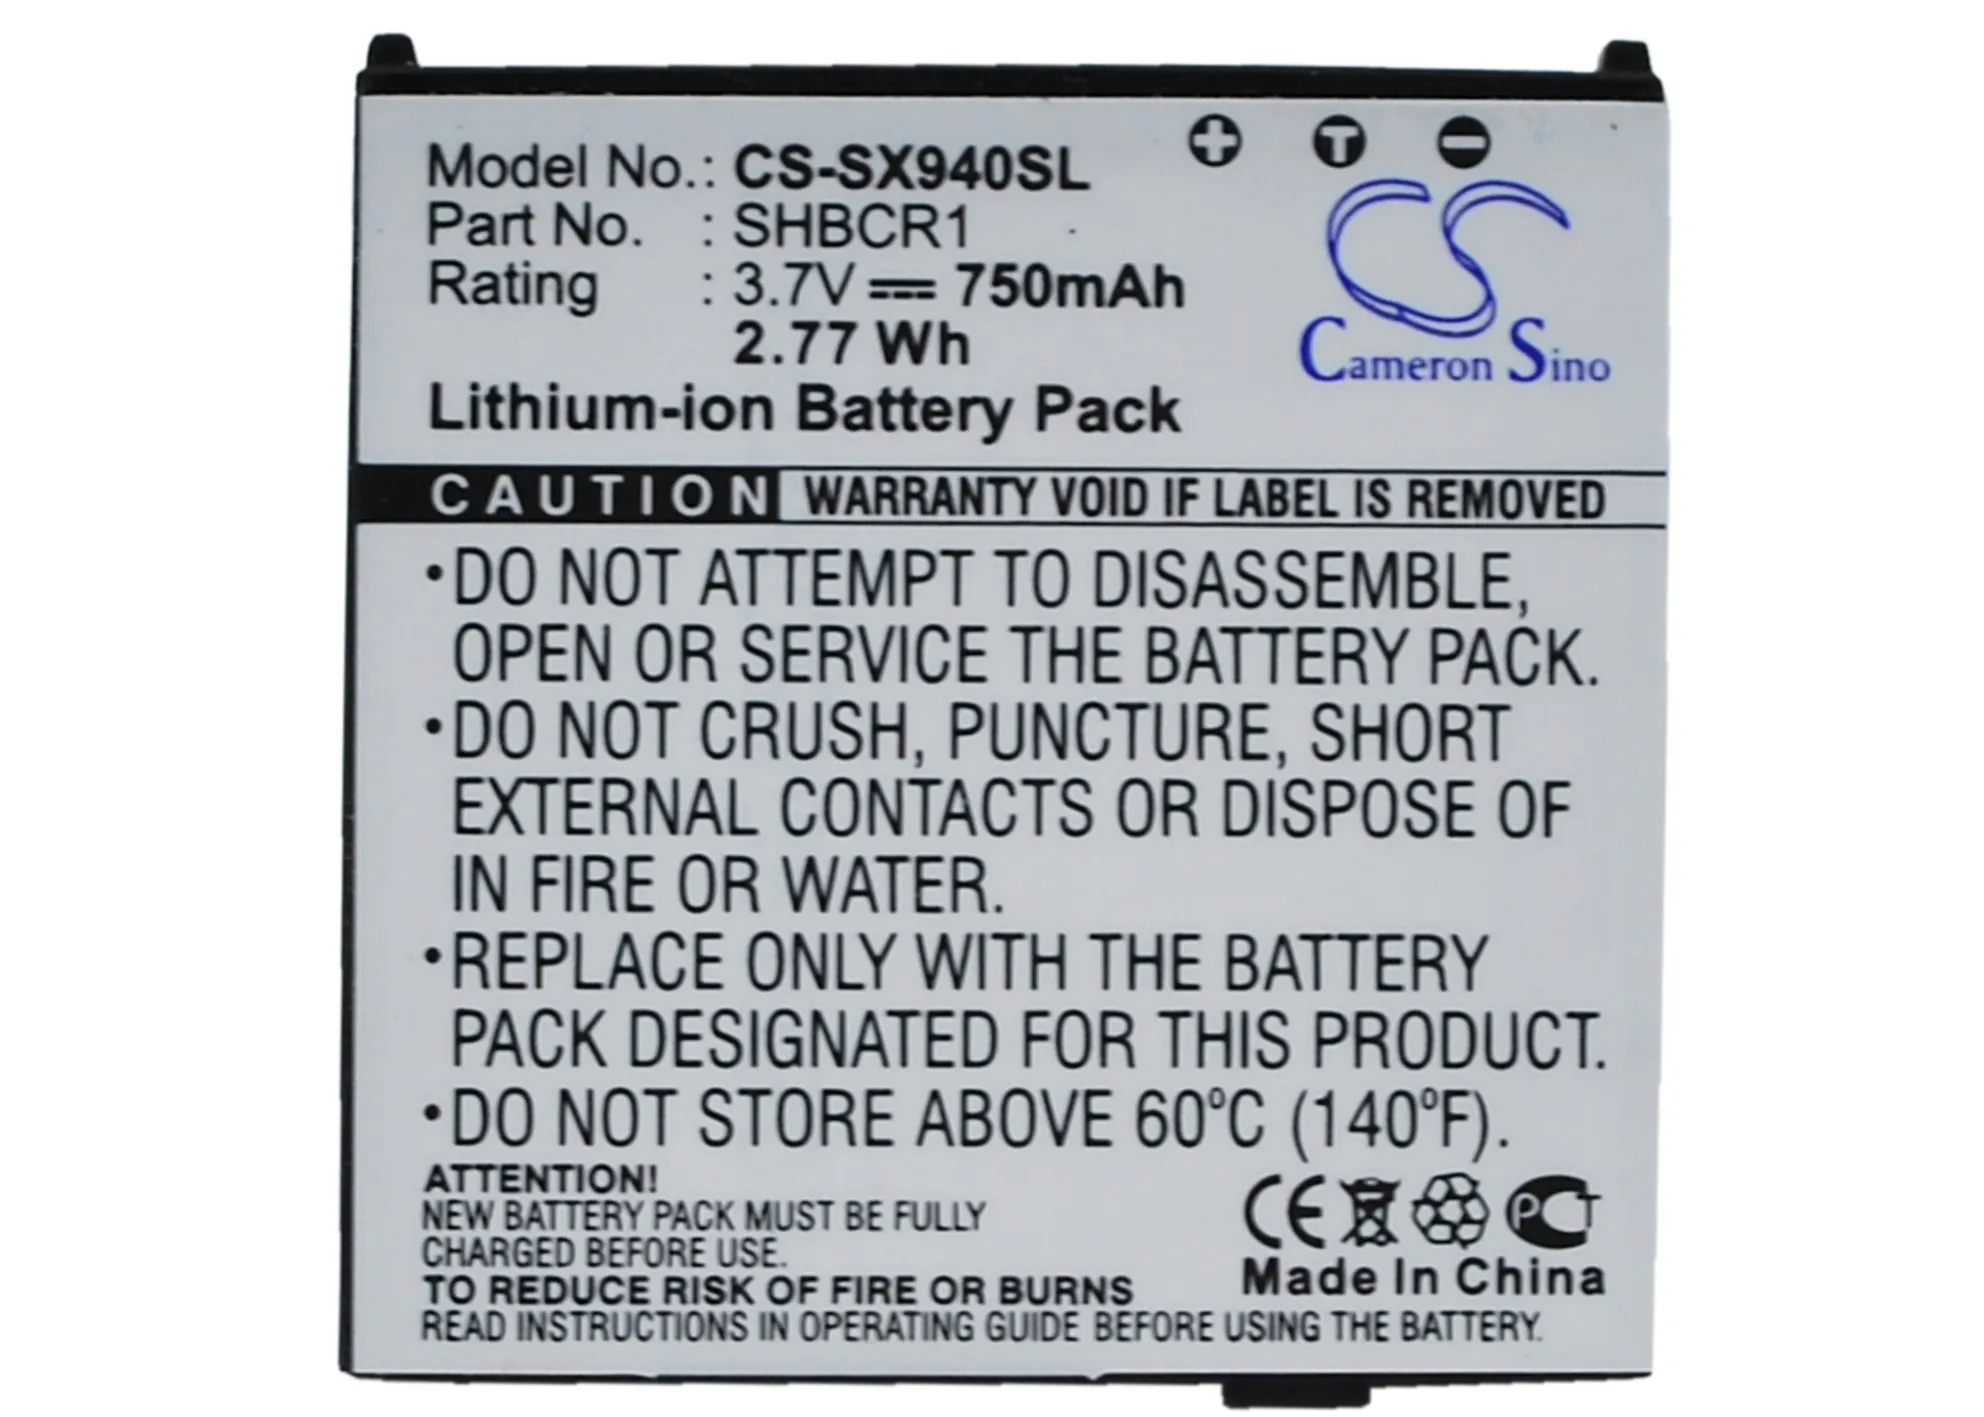 Model No.: CS-SX940SL
+ T −
Part No. : SHBCR1
Rating : 3.7V 750mAh
2.77 Wh
CS
Cameron Sino
Lithium-ion Battery Pack
CAUTION WARRANTY VOID IF LABEL IS REMOVED
•DO NOT ATTEMPT TO DISASSEMBLE,
OPEN OR SERVICE THE BATTERY PACK.
•DO NOT CRUSH, PUNCTURE, SHORT
EXTERNAL CONTACTS OR DISPOSE OF
IN FIRE OR WATER.
•REPLACE ONLY WITH THE BATTERY
PACK DESIGNATED FOR THIS PRODUCT.
•DO NOT STORE ABOVE 60ºC (140ºF).
ATTENTION!
NEW BATTERY PACK MUST BE FULLY
CHARGED BEFORE USE.
TO REDUCE RISK OF FIRE OR BURNS
READ INSTRUCTIONS IN OPERATING GUIDE BEFORE USING THE BATTERY.
CE PCT
Made In China